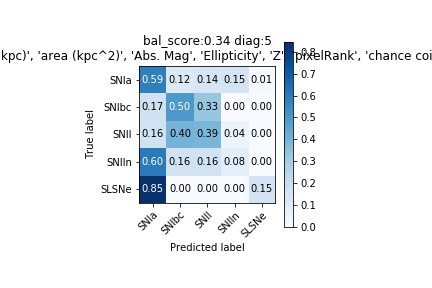 bal_score:0.34 diag:5
kpc)', 'area (kpc^2)', 'Abs. Mag', 'Ellipticity', 'Z', 'pixelRank', 'chance coi
0.8
0.7
0.6
0.5
0.4
0.3
0.2
0.1
0.0
True label
SNIa 0.59 0.12 0.14 0.15 0.01
SNIbc 0.17 0.50 0.33 0.00 0.00
SNII 0.16 0.40 0.39 0.04 0.00
SNIIn 0.60 0.16 0.16 0.08 0.00
SLSNe 0.85 0.00 0.00 0.00 0.15
SNIa SNIbc SNII SNIIn SLSNe
Predicted label